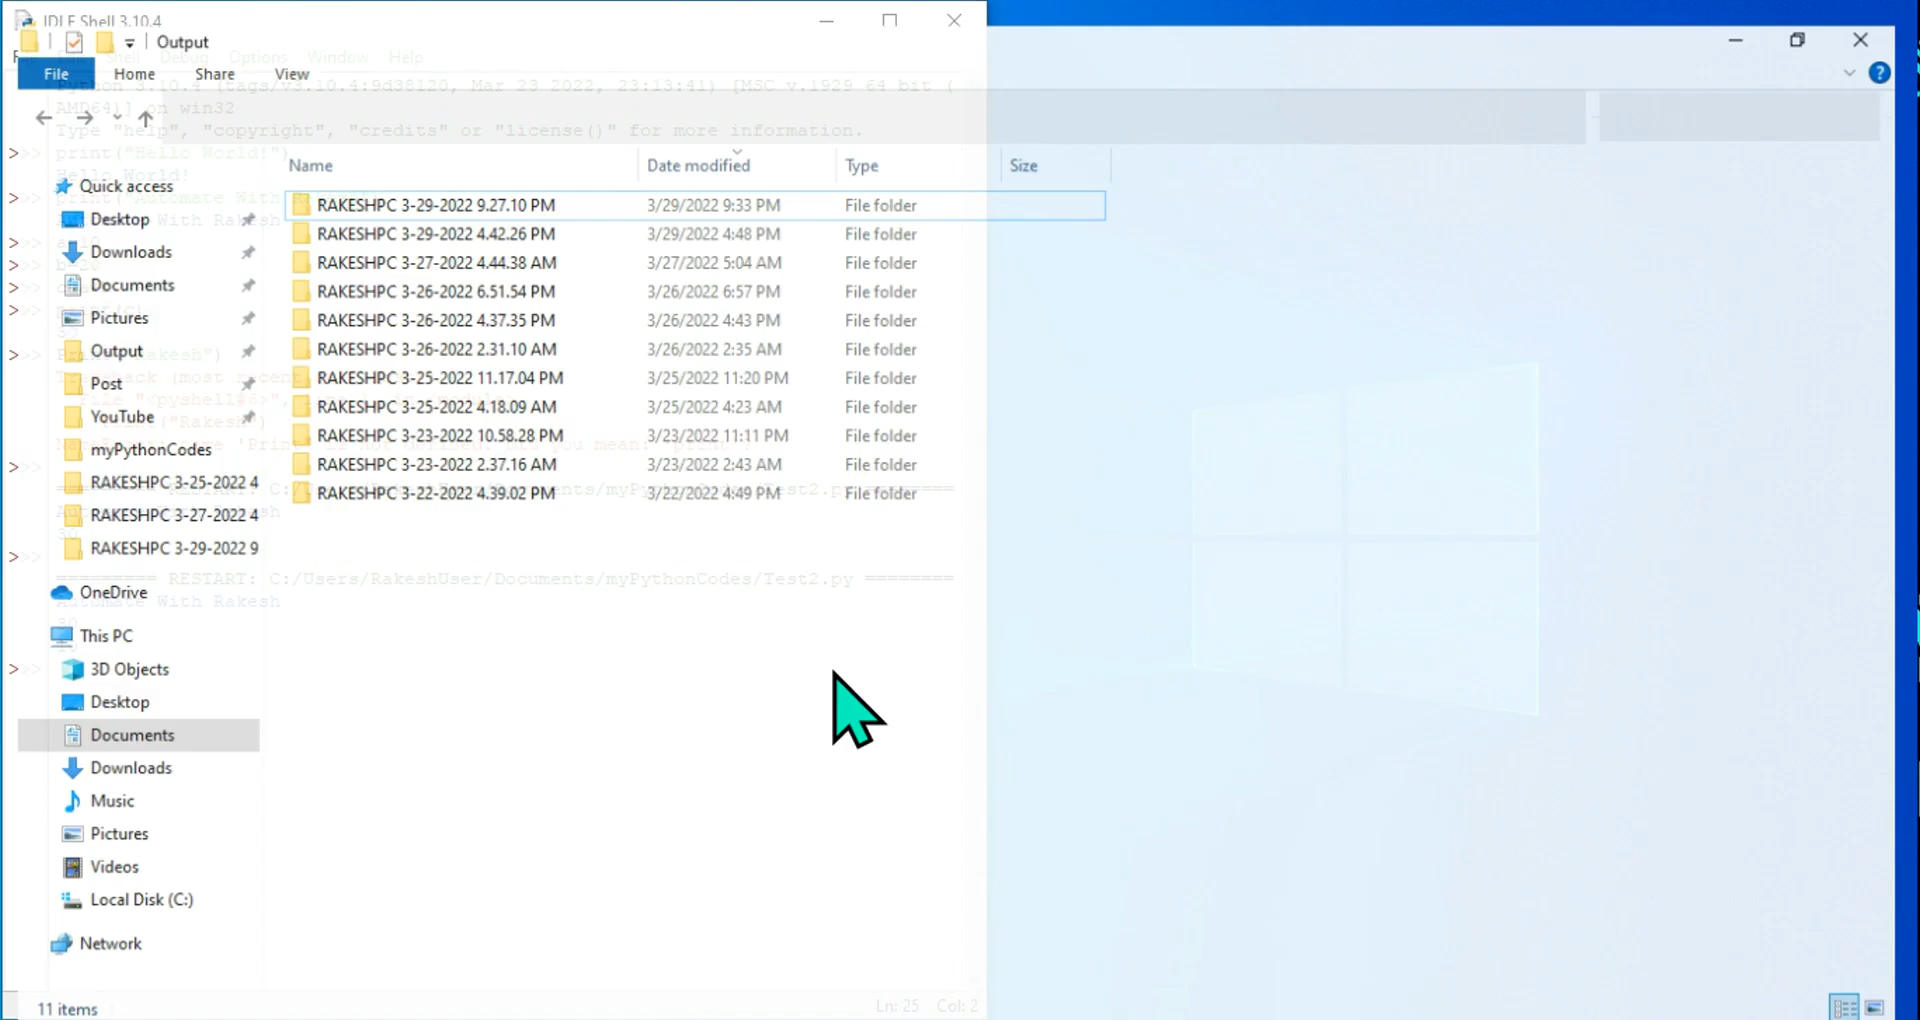 IDLE Shell 3.10.4
Output
Shell Debug Options Window Help
File Home Share View
Python 3.10.4 (tags/v3.10.4:9d38120, Mar 23 2022, 23:13:41) [MSC v.1929 64 bit (
AMD64)] on win32
Type "help", "copyright", "credits" or "license()" for more information.
>>> print("Hello World!")
Hello World!
Name Date modified Type Size
Quick access
Desktop
Downloads
Documents
Pictures
Output
Post
YouTube
myPythonCodes
RAKESHPC 3-25-2022 4
RAKESHPC 3-27-2022 4
RAKESHPC 3-29-2022 9
OneDrive
This PC
3D Objects
Desktop
Documents
Downloads
Music
Pictures
Videos
Local Disk (C:)
Network
RAKESHPC 3-29-2022 9.27.10 PM 3/29/2022 9:33 PM File folder
RAKESHPC 3-29-2022 4.42.26 PM 3/29/2022 4:48 PM File folder
RAKESHPC 3-27-2022 4.44.38 AM 3/27/2022 5:04 AM File folder
RAKESHPC 3-26-2022 6.51.54 PM 3/26/2022 6:57 PM File folder
RAKESHPC 3-26-2022 4.37.35 PM 3/26/2022 4:43 PM File folder
RAKESHPC 3-26-2022 2.31.10 AM 3/26/2022 2:35 AM File folder
RAKESHPC 3-25-2022 11.17.04 PM 3/25/2022 11:20 PM File folder
RAKESHPC 3-25-2022 4.18.09 AM 3/25/2022 4:23 AM File folder
RAKESHPC 3-23-2022 10.58.28 PM 3/23/2022 11:11 PM File folder
RAKESHPC 3-23-2022 2.37.16 AM 3/23/2022 2:43 AM File folder
RAKESHPC 3-22-2022 4.39.02 PM 3/22/2022 4:49 PM File folder
========= RESTART: C:/Users/RakeshUser/Documents/myPythonCodes/Test2.py ========
Automate With Rakesh
11 items
Ln: 25 Col: 2